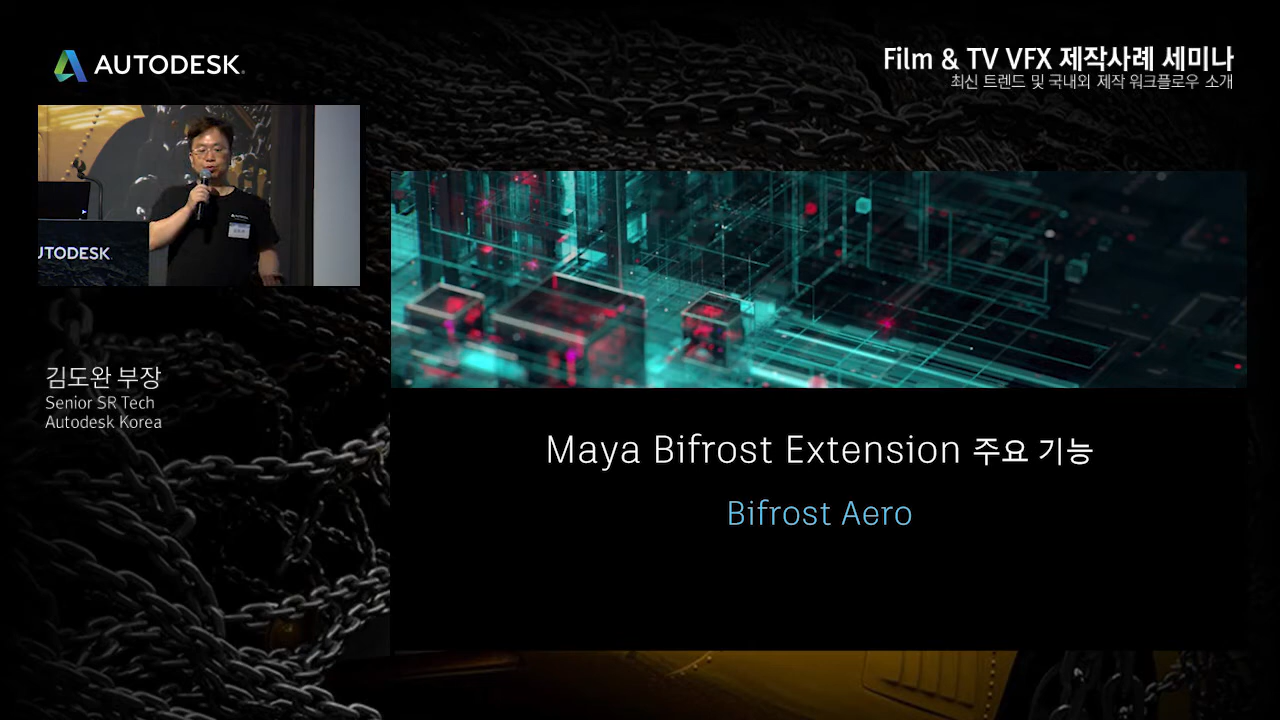 AUTODESK
Film & TV VFX 제작사례 세미나
최신 트렌드 및 국내외 제작 워크플로우 소개
UTODESK
김도완 부장
Senior SR Tech
Autodesk Korea
Maya Bifrost Extension 주요 기능
Bifrost Aero